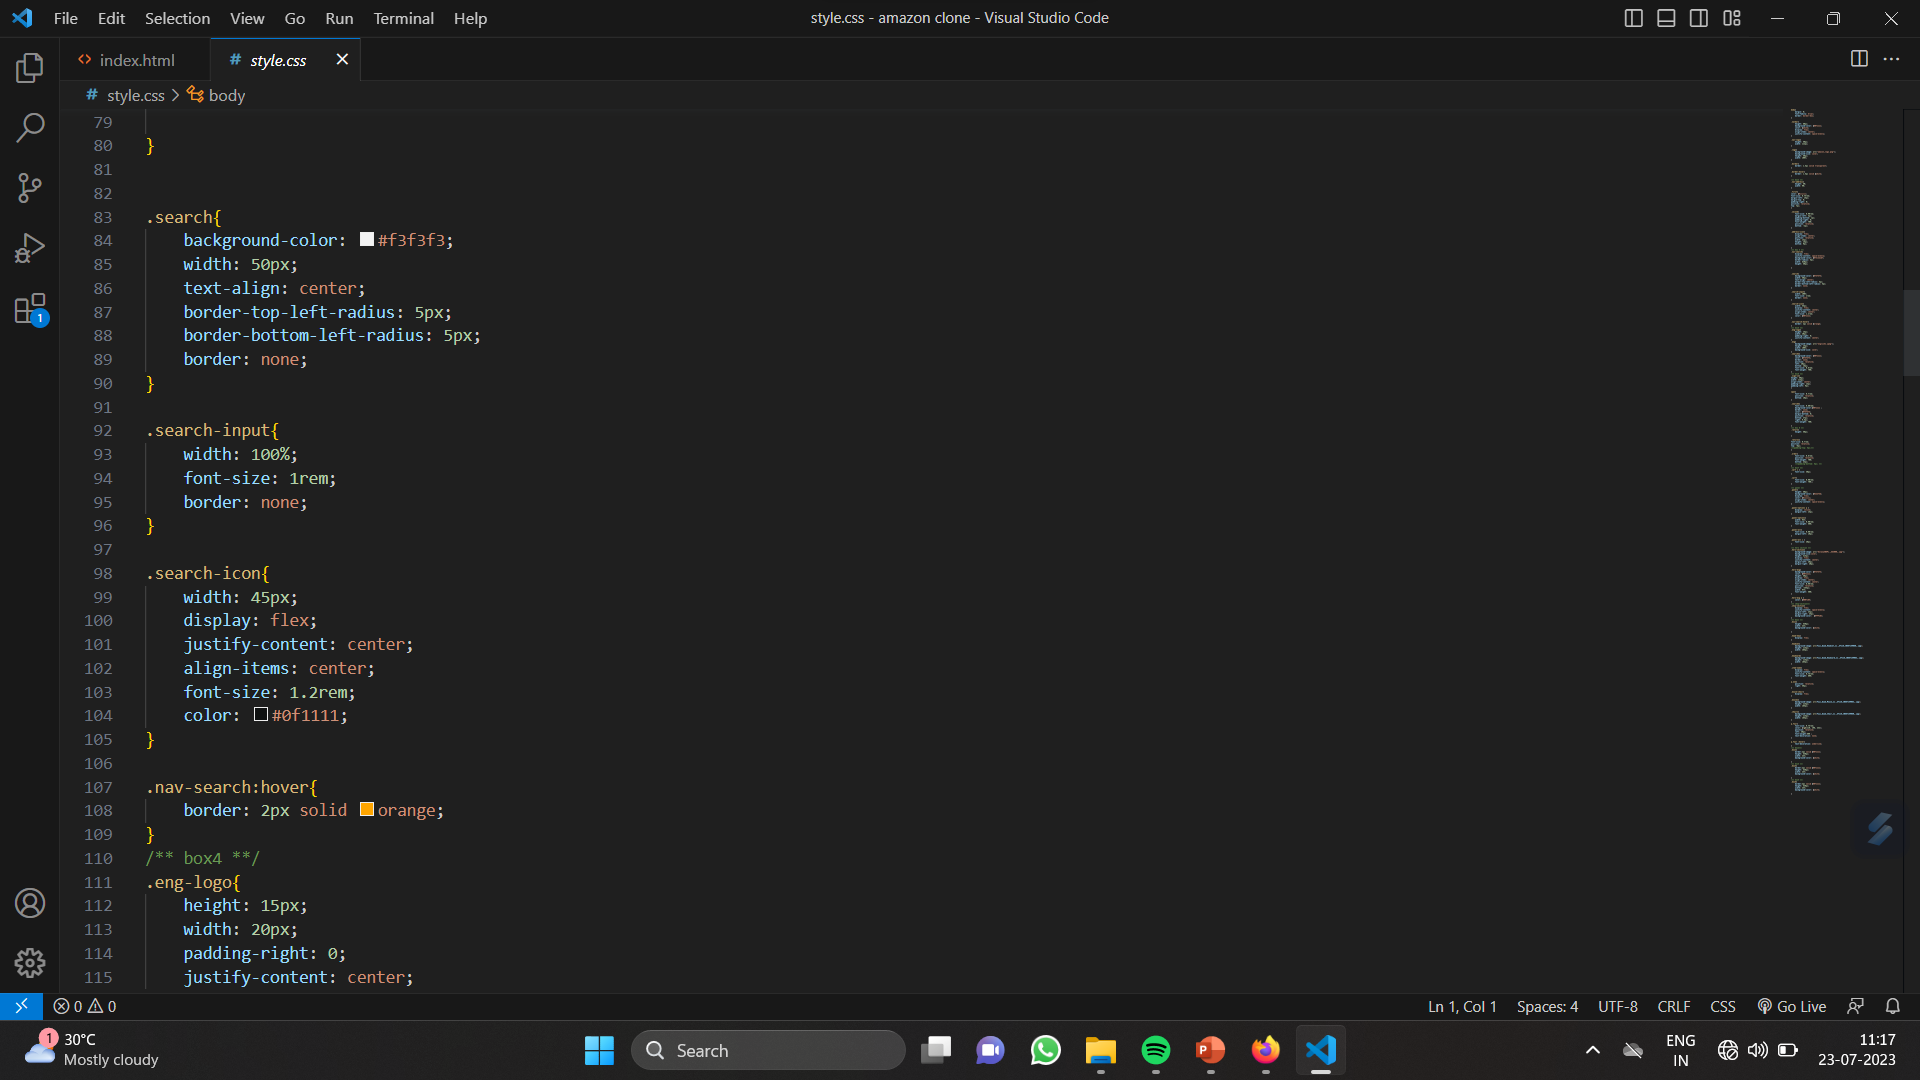 File Edit Selection View Go Run Terminal Help
style.css - amazon clone - Visual Studio Code
index.html
# style.css
# style.css > body
79
80 }
81
82
83 .search{
84 background-color: #f3f3f3;
85 width: 50px;
86 text-align: center;
87 border-top-left-radius: 5px;
88 border-bottom-left-radius: 5px;
89 border: none;
90 }
91
92 .search-input{
93 width: 100%;
94 font-size: 1rem;
95 border: none;
96 }
97
98 .search-icon{
99 width: 45px;
100 display: flex;
101 justify-content: center;
102 align-items: center;
103 font-size: 1.2rem;
104 color: #0f1111;
105 }
106
107 .nav-search:hover{
108 border: 2px solid orange;
109 }
110 /** box4 **/
111 .eng-logo{
112 height: 15px;
113 width: 20px;
114 padding-right: 0;
115 justify-content: center;
1
0 0
Ln 1, Col 1 Spaces: 4 UTF-8 CRLF CSS Go Live
1 30°C
Mostly cloudy
Search
ENG
IN
11:17
23-07-2023